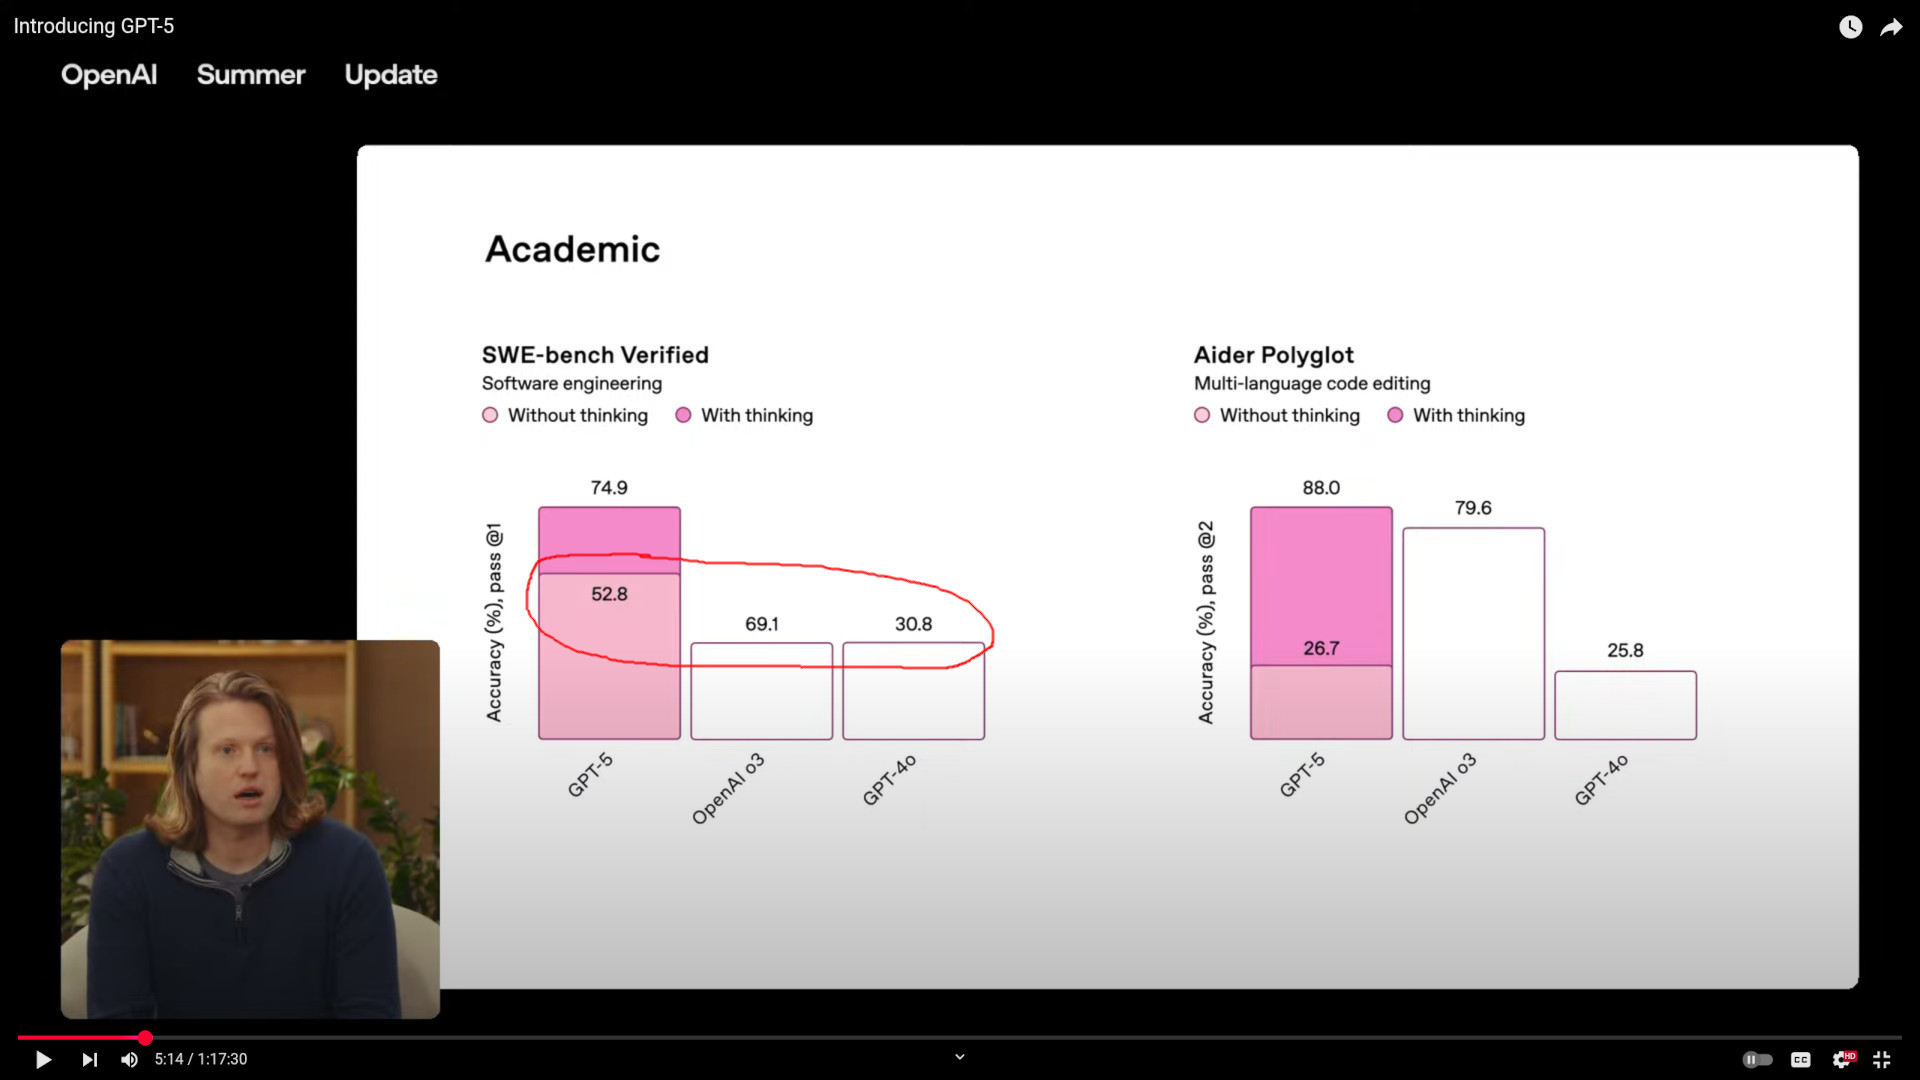 Introducing GPT-5
OpenAI Summer Update
Academic
SWE-bench Verified
Software engineering
Without thinking With thinking
Accuracy (%), pass @1
74.9
52.8
69.1
30.8
GPT-5
OpenAI o3
GPT-4o
Aider Polyglot
Multi-language code editing
Without thinking With thinking
Accuracy (%), pass @2
88.0
26.7
79.6
25.8
GPT-5
OpenAI o3
GPT-4o
5:14 / 1:17:30
CC
HD